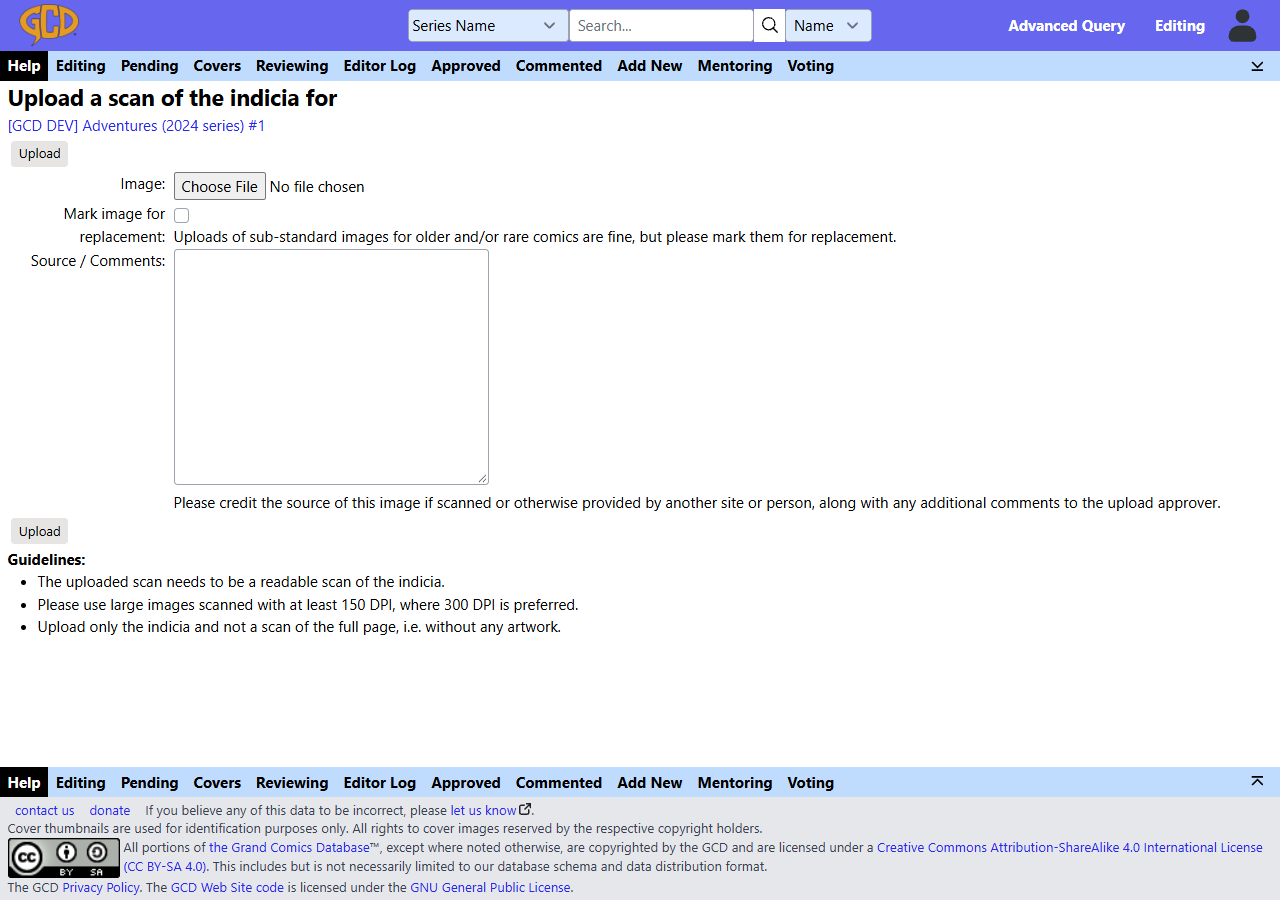 GCD
Series Name Search... Name Advanced Query Editing
Help Editing Pending Covers Reviewing Editor Log Approved Commented Add New Mentoring Voting
Upload a scan of the indicia for
[GCD DEV] Adventures (2024 series) #1
Upload
Image: Choose File No file chosen
Mark image for
replacement: Uploads of sub-standard images for older and/or rare comics are fine, but please mark them for replacement.
Source / Comments:
Please credit the source of this image if scanned or otherwise provided by another site or person, along with any additional comments to the upload approver.
Upload
Guidelines:
• The uploaded scan needs to be a readable scan of the indicia.
• Please use large images scanned with at least 150 DPI, where 300 DPI is preferred.
• Upload only the indicia and not a scan of the full page, i.e. without any artwork.
Help Editing Pending Covers Reviewing Editor Log Approved Commented Add New Mentoring Voting
contact us donate If you believe any of this data to be incorrect, please let us know.
Cover thumbnails are used for identification purposes only. All rights to cover images reserved by the respective copyright holders.
cc BY SA All portions of the Grand Comics Database™, except where noted otherwise, are copyrighted by the GCD and are licensed under a Creative Commons Attribution-ShareAlike 4.0 International License
(CC BY-SA 4.0). This includes but is not necessarily limited to our database schema and data distribution format.
The GCD Privacy Policy. The GCD Web Site code is licensed under the GNU General Public License.